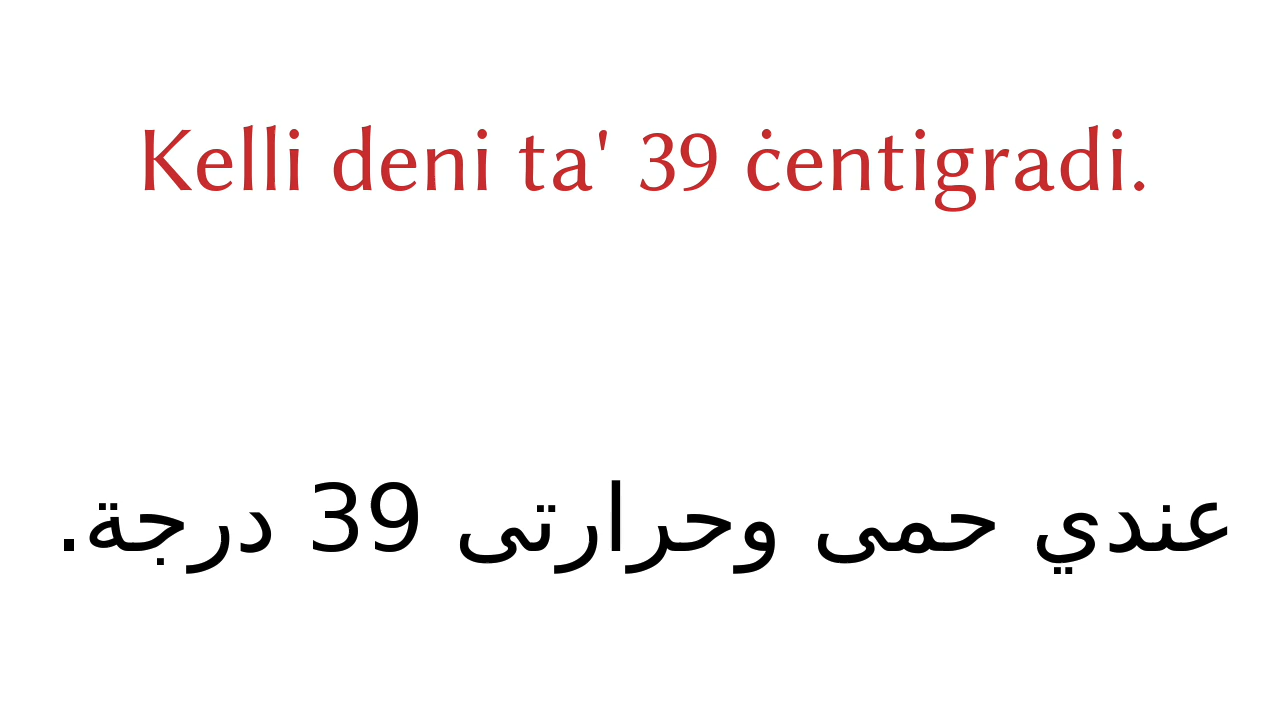 Kelli deni ta' 39 ċentigradi.
عندي حمى وحرارتى 39 درجة.